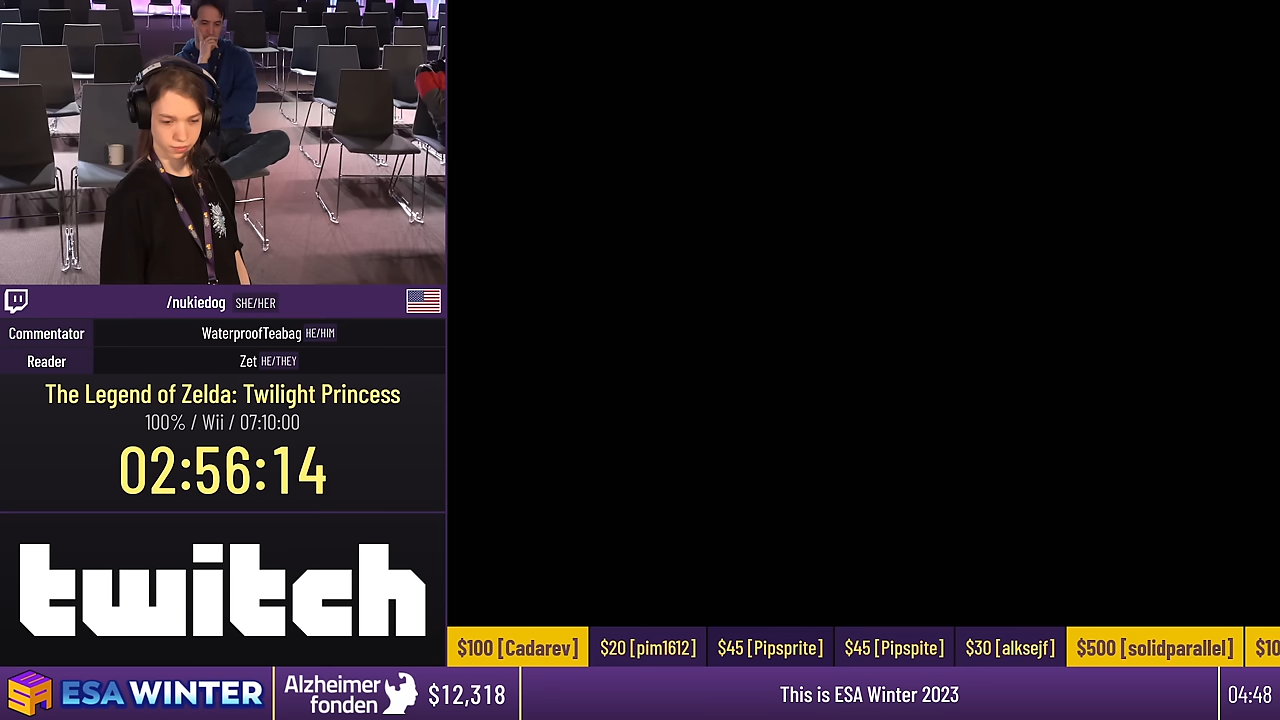 /nukiedog SHE/HER
Commentator WaterproofTeabag HE/HIM
Reader Zet HE/THEY
The Legend of Zelda: Twilight Princess
100% / Wii / 07:10:00
02:56:14
twitch
$100 [Cadarev] $20 [pim1612] $45 [Pipsprite] $45 [Pipspite] $30 [alksejf] $500 [solidparallel] $10
ESA WINTER Alzheimer fonden $12,318 This is ESA Winter 2023 04:48